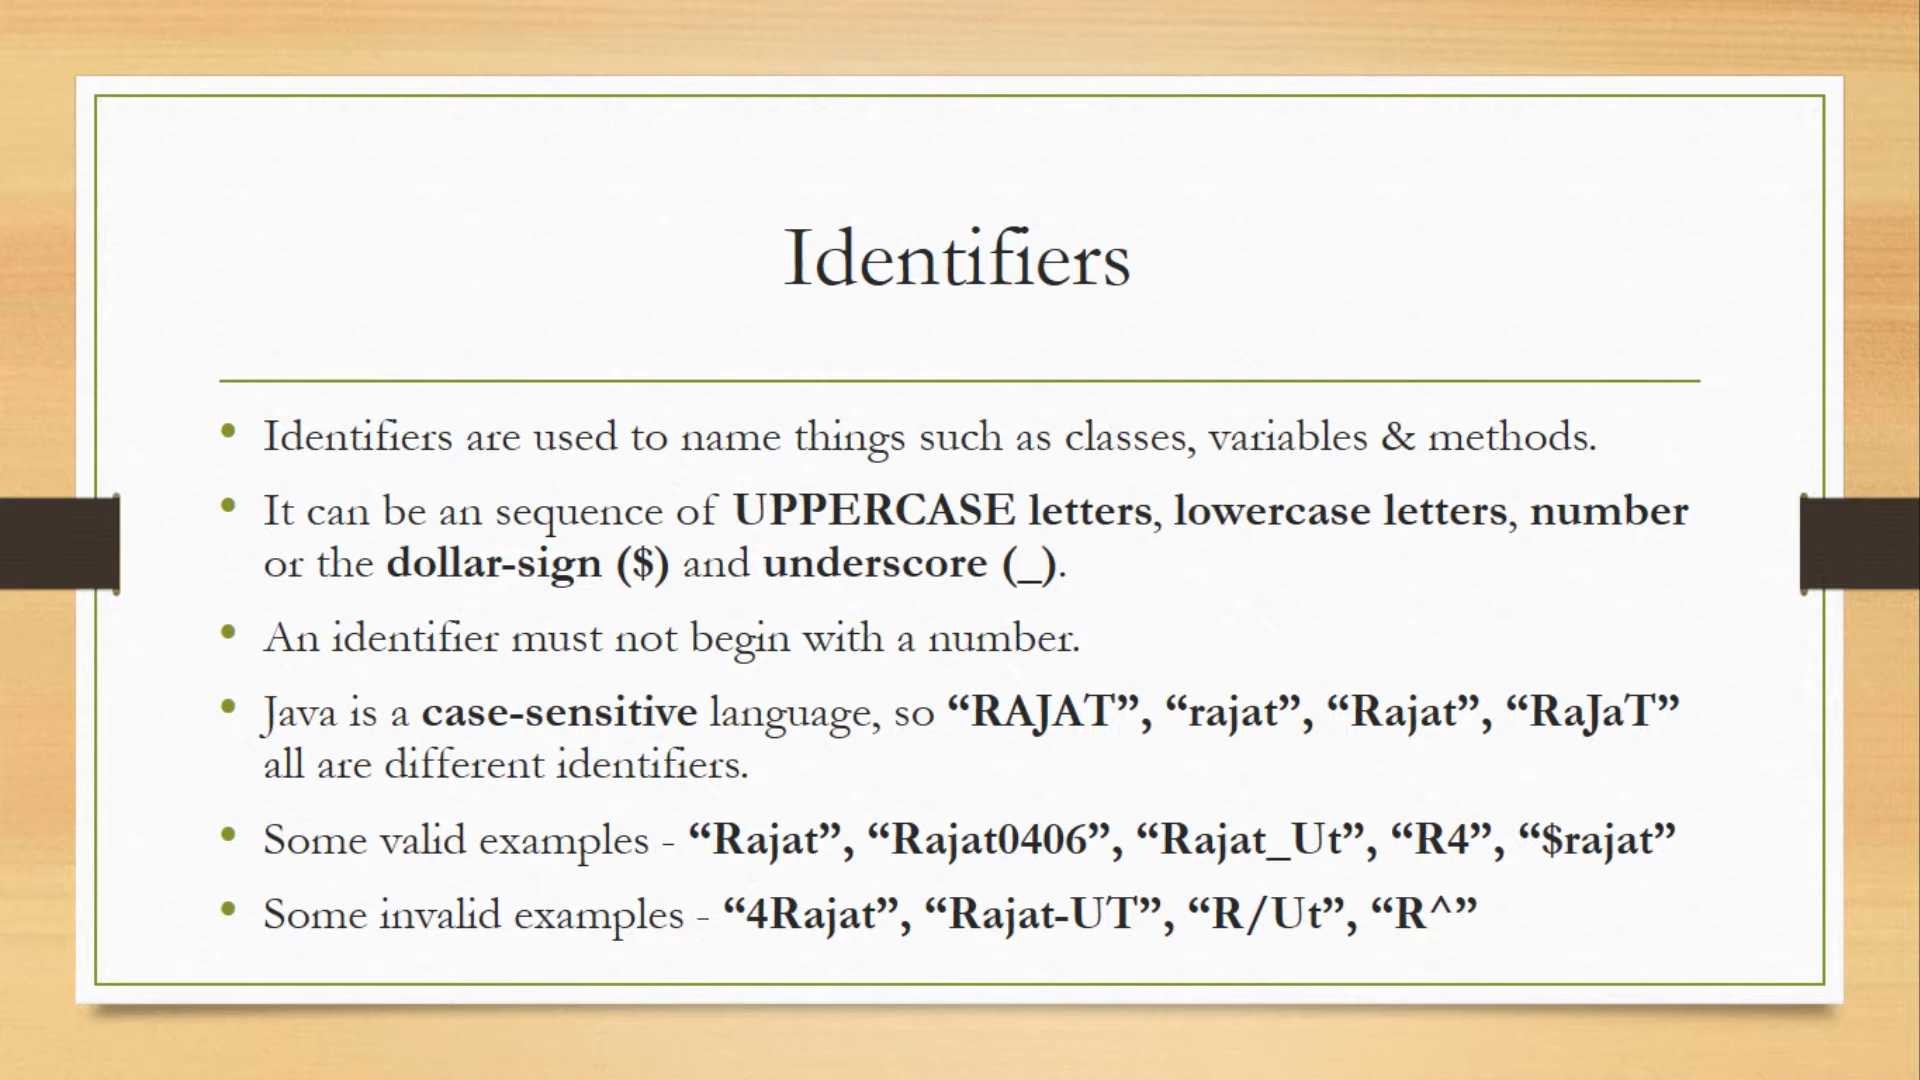 Identifiers
• Identifiers are used to name things such as classes, variables & methods.
• It can be an sequence of UPPERCASE letters, lowercase letters, number
or the dollar-sign ($) and underscore (_).
• An identifier must not begin with a number.
• Java is a case-sensitive language, so “RAJAT”, “rajat”, “Rajat”, “RaJaT”
all are different identifiers.
• Some valid examples - “Rajat”, “Rajat0406”, “Rajat_Ut”, “R4”, “$rajat”
• Some invalid examples - “4Rajat”, “Rajat-UT”, “R/Ut”, “R^”